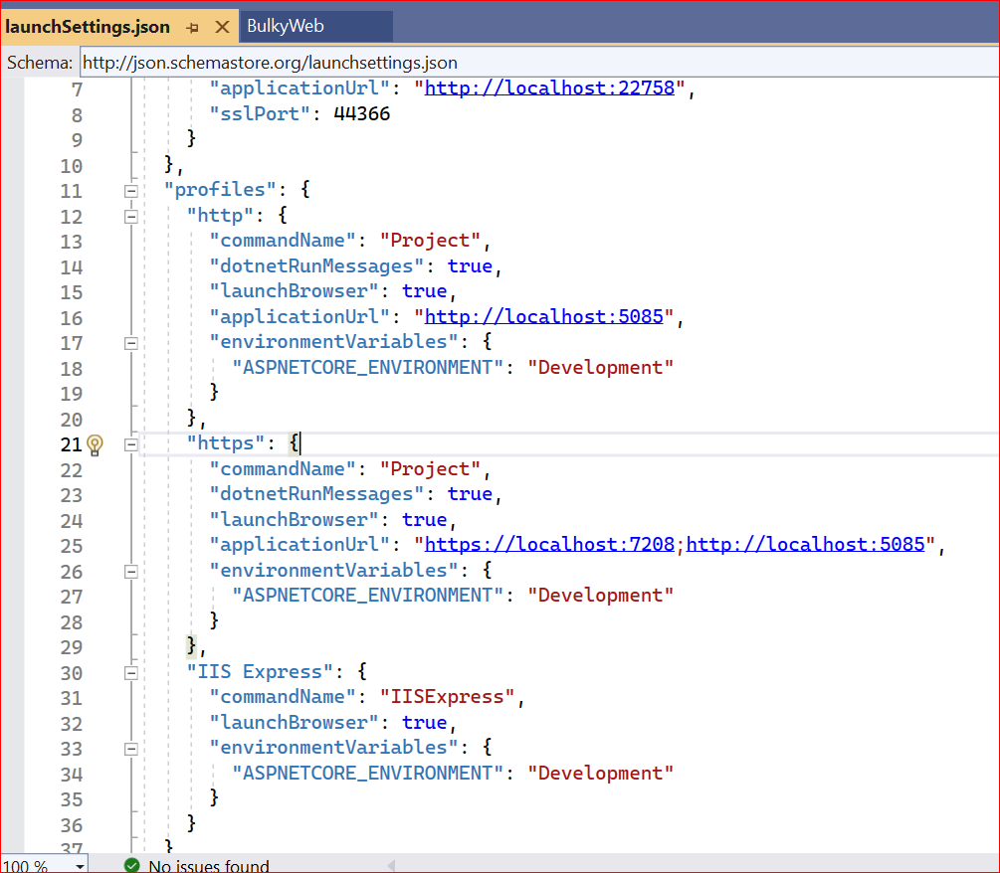 launchSettings.json
BulkyWeb
Schema: http://json.schemastore.org/launchsettings.json
7 "applicationUrl": "http://localhost:22758",
8 "sslPort": 44366
9 }
10 },
11 "profiles": {
12 "http": {
13 "commandName": "Project",
14 "dotnetRunMessages": true,
15 "launchBrowser": true,
16 "applicationUrl": "http://localhost:5085",
17 "environmentVariables": {
18 "ASPNETCORE_ENVIRONMENT": "Development"
19 }
20 },
21 "https": {
22 "commandName": "Project",
23 "dotnetRunMessages": true,
24 "launchBrowser": true,
25 "applicationUrl": "https://localhost:7208;http://localhost:5085",
26 "environmentVariables": {
27 "ASPNETCORE_ENVIRONMENT": "Development"
28 }
29 },
30 "IIS Express": {
31 "commandName": "IISExpress",
32 "launchBrowser": true,
33 "environmentVariables": {
34 "ASPNETCORE_ENVIRONMENT": "Development"
35 }
36 }
37 }
100 % No issues found